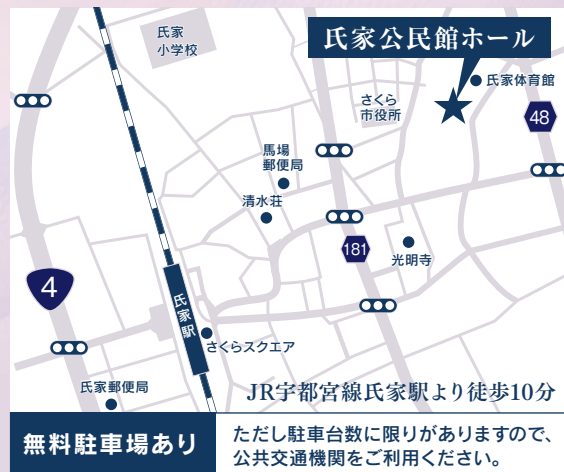 氏家
小学校
氏家公民館ホール
氏家体育館
さくら
市役所
48
馬場
郵便局
清水荘
181
光明寺
4
氏家駅
さくらスクエア
氏家郵便局
JR宇都宮線氏家駅より徒歩10分
無料駐車場あり
ただし駐車台数に限りがありますので、
公共交通機関をご利用ください。